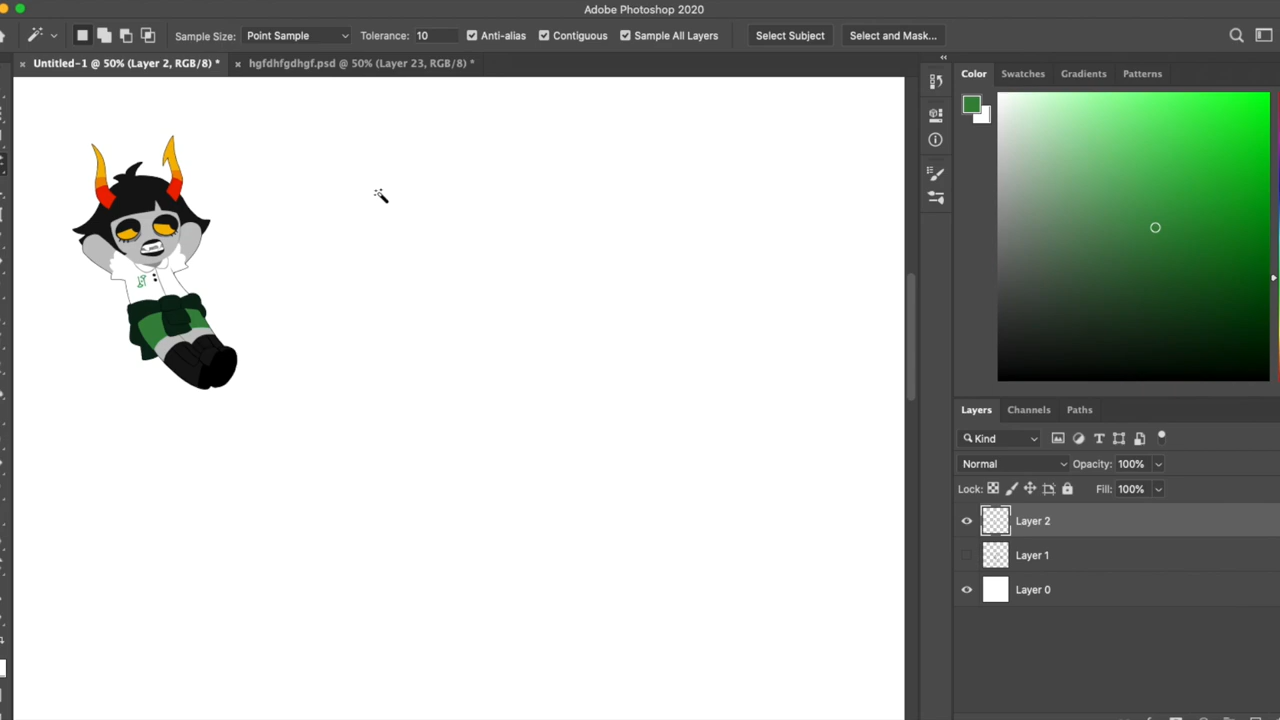 Adobe Photoshop 2020
Sample Size: Point Sample Tolerance: 10 Anti-alias Contiguous Sample All Layers Select Subject Select and Mask...
× Untitled-1 @ 50% (Layer 2, RGB/8) * × hgfdhfgdhgf.psd @ 50% (Layer 23, RGB/8) *
Color Swatches Gradients Patterns
Layers Channels Paths
Kind
Normal Opacity: 100%
Lock: Fill: 100%
Layer 2
Layer 1
Layer 0